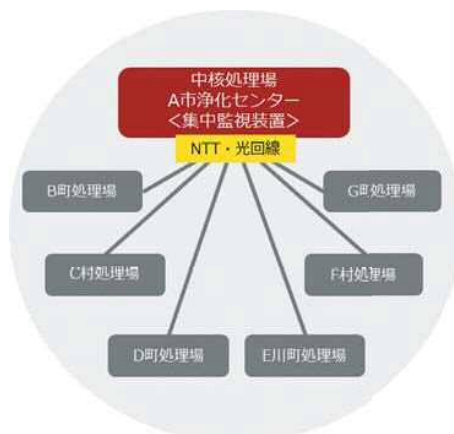 中核処理場
A市浄化センター
<集中監視装置>
NTT・光回線
B町処理場
G町処理場
C村処理場
F村処理場
D町処理場
E川町処理場